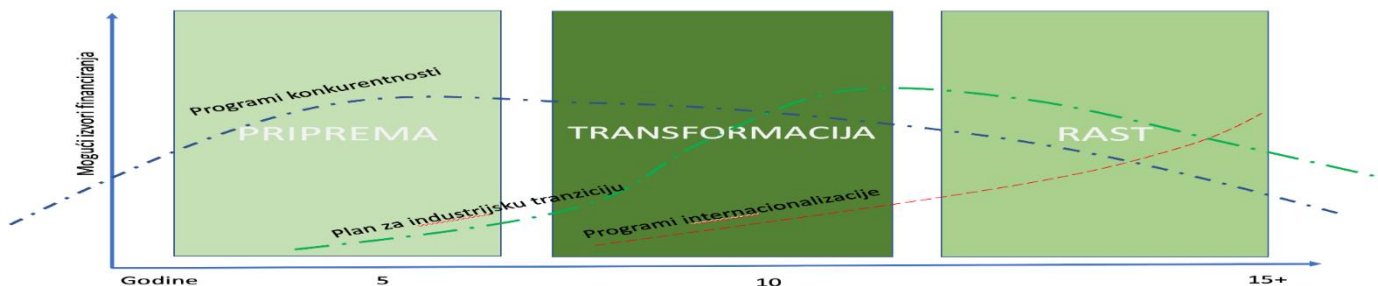 Mogući izvori financiranja
Programi konkurentnosti
PRIPREMA
TRANSFORMACIJA
RAST
Plan za industrijsku tranziciju
Programi internacionalizacije
Godine 5 10 15+